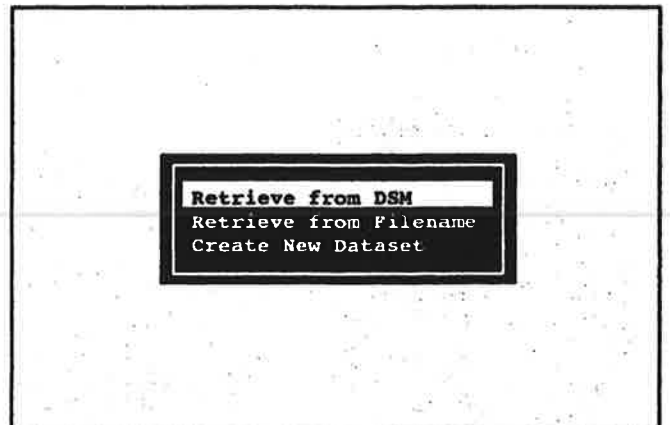 Retrieve from DSM
Retrieve from Filename
Create New Dataset